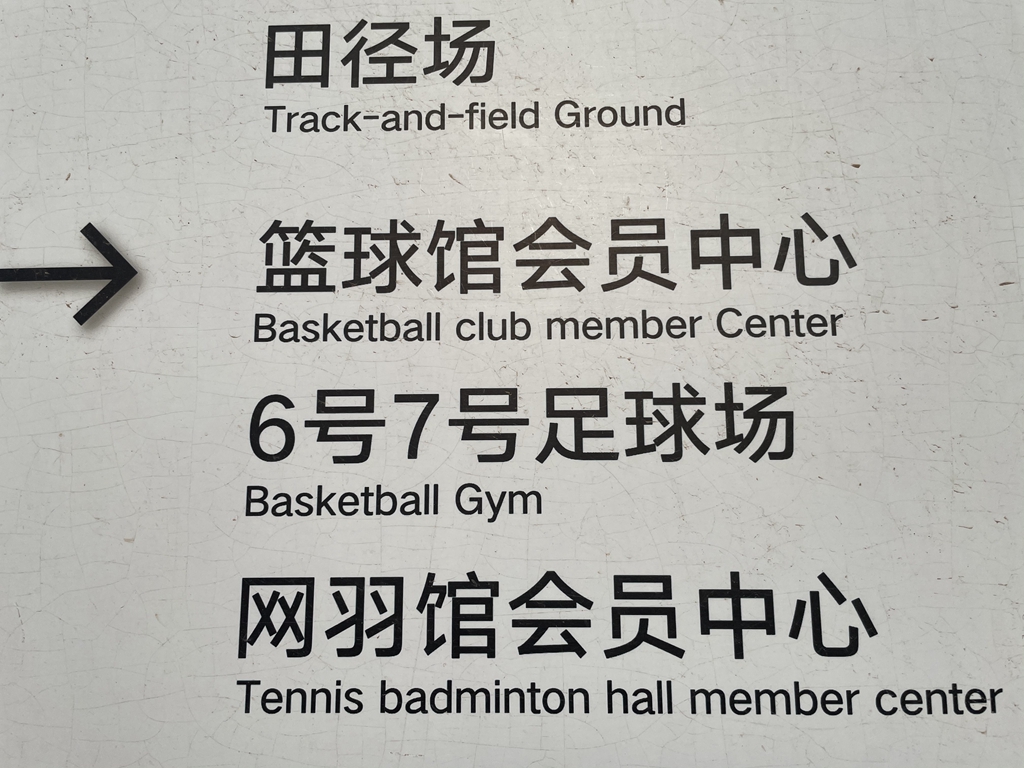 田径场
Track-and-field Ground
篮球馆会员中心
Basketball club member Center
6号7号足球场
Basketball Gym
网羽馆会员中心
Tennis badminton hall member center